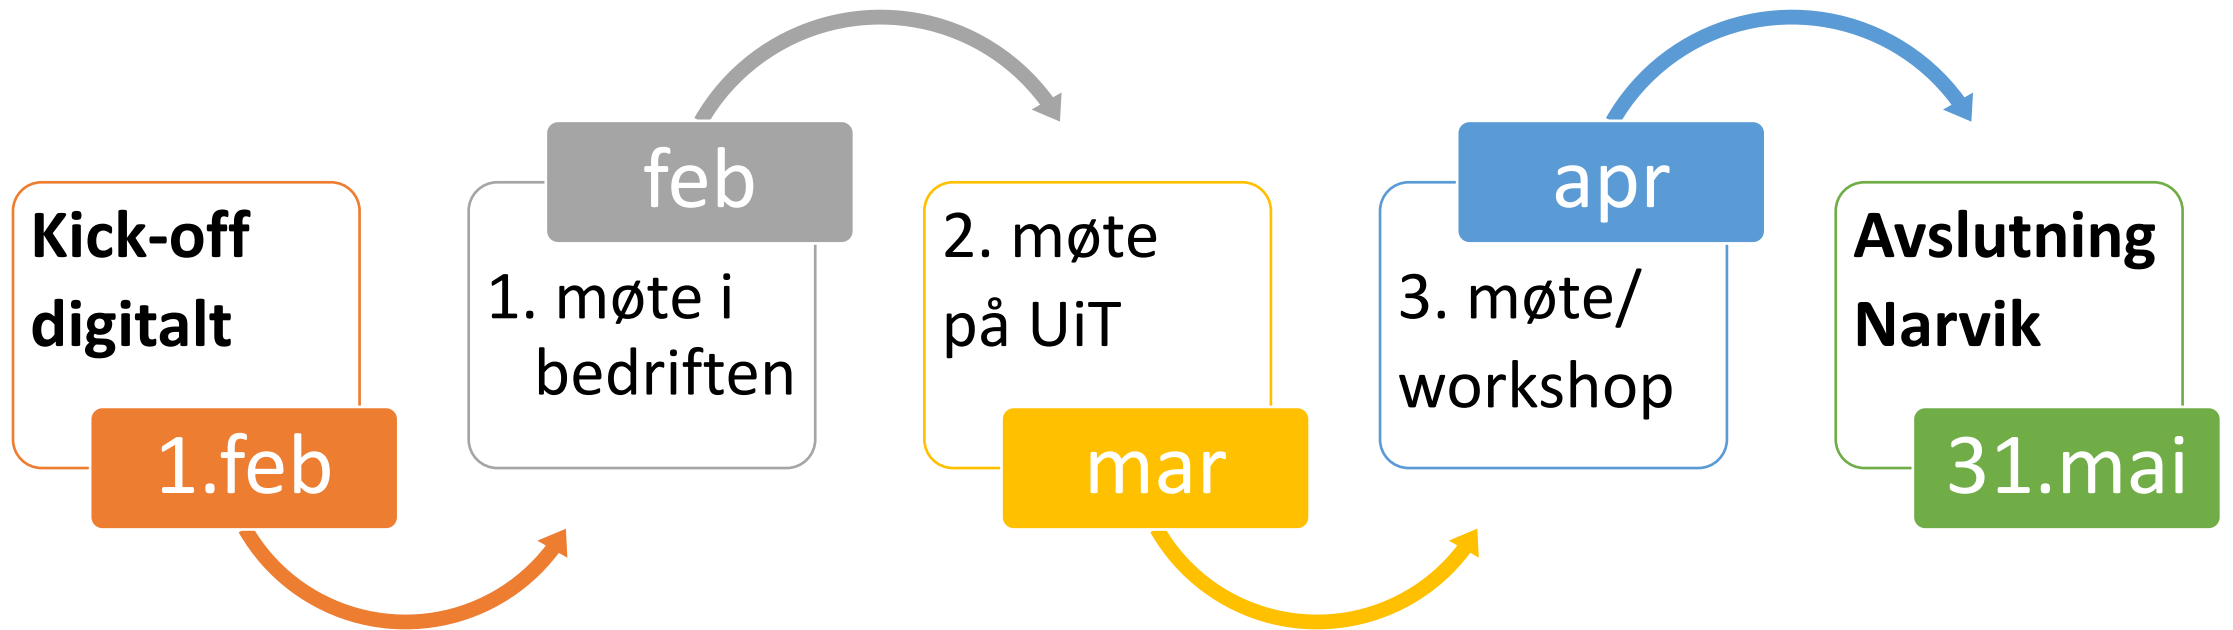 Kick-off
digitalt
1.feb
feb
1. møte i
bedriften
2. møte
på UiT
mar
apr
3. møte/
workshop
Avslutning
Narvik
31.mai